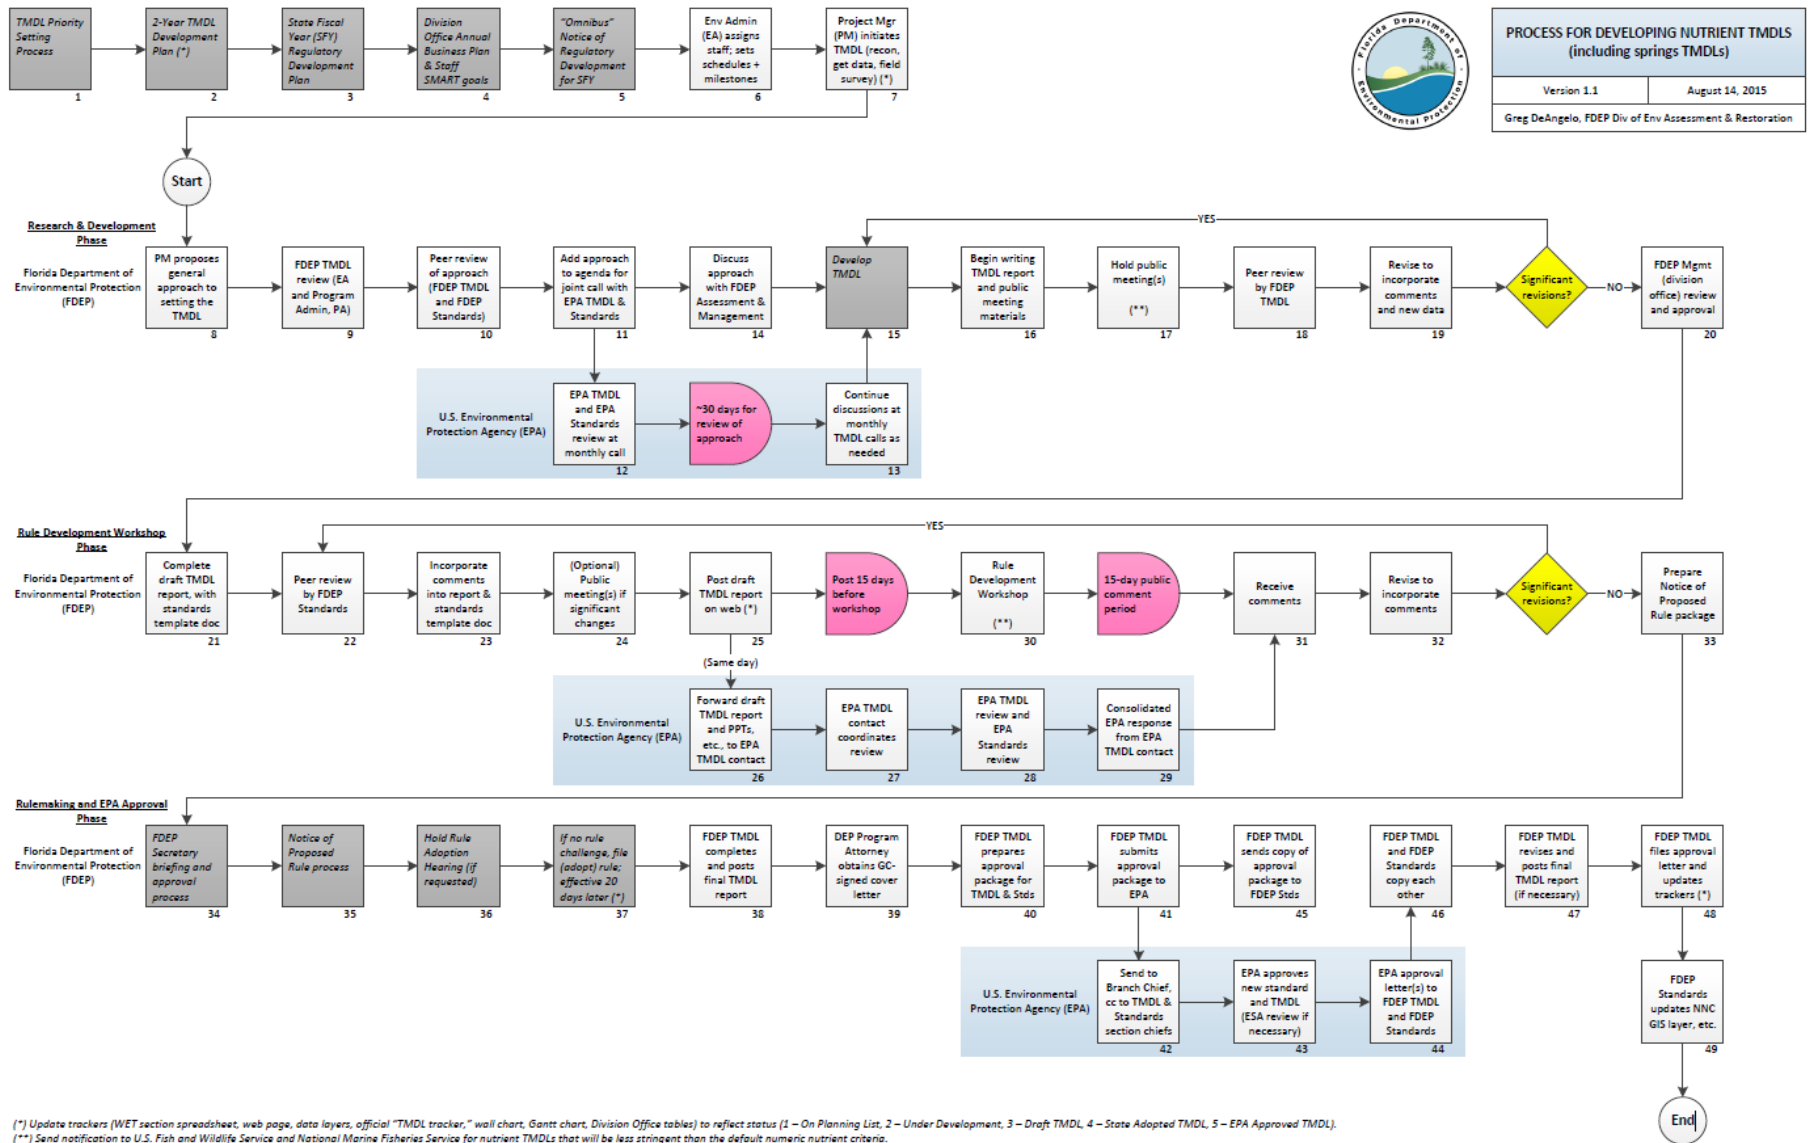 TMDL Priority
Setting
Process
1
2-Year TMDL
Development
Plan (*)
2
State Fiscal
Year (SFY)
Regulatory
Development
Plan
3
Division
Office Annual
Business Plan
& Staff
SMART goals
4
"Omnibus"
Notice of
Regulatory
Development
for SFY
5
Env Admin
(EA) assigns
staff; sets
schedules +
milestones
6
Project Mgr
(PM) initiates
TMDL (recon,
get data, field
survey) (*)
7
Florida Department of
Environmental Protection
PROCESS FOR DEVELOPING NUTRIENT TMDLS
(including springs TMDLs)
Version 1.1
August 14, 2015
Greg DeAngelo, FDEP Div of Env Assessment & Restoration
Start
Research & Development
Phase
Florida Department of
Environmental Protection
(FDEP)
PM proposes
general
approach to
setting the
TMDL
8
FDEP TMDL
review (EA
and Program
Admin, PA)
9
Peer review
of approach
(FDEP TMDL
and FDEP
Standards)
10
Add approach
to agenda for
joint call with
EPA TMDL &
Standards
11
Discuss
approach
with FDEP
Assessment &
Management
14
Develop
TMDL
15
Begin writing
TMDL report
and public
meeting
materials
16
Hold public
meeting(s)
(**)
17
Peer review
by FDEP
TMDL
18
Revise to
incorporate
comments
and new data
19
YES
Significant
revisions?
NO
FDEP Mgmt
(division
office) review
and approval
20
U.S. Environmental
Protection Agency (EPA)
EPA TMDL
and EPA
Standards
review at
monthly call
12
~30 days for
review of
approach
Continue
discussions at
monthly
TMDL calls as
needed
13
Rule Development Workshop
Phase
Florida Department of
Environmental Protection
(FDEP)
Complete
draft TMDL
report, with
standards
template doc
21
Peer review
by FDEP
Standards
22
Incorporate
comments
into report &
standards
template doc
23
(Optional)
Public
meeting(s) if
significant
changes
24
Post draft
TMDL report
on web (*)
25
Post 15 days
before
workshop
Rule
Development
Workshop
(**)
30
15-day public
comment
period
Receive
comments
31
Revise to
incorporate
comments
32
YES
Significant
revisions?
NO
Prepare
Notice of
Proposed
Rule package
33
(Same day)
U.S. Environmental
Protection Agency (EPA)
Forward draft
TMDL report
and PPTs,
etc., to EPA
TMDL contact
26
EPA TMDL
contact
coordinates
review
27
EPA TMDL
review and
EPA
Standards
review
28
Consolidated
EPA response
from EPA
TMDL contact
29
Rulemaking and EPA Approval
Phase
Florida Department of
Environmental Protection
(FDEP)
FDEP
Secretary
briefing and
approval
process
34
Notice of
Proposed
Rule process
35
Hold Rule
Adoption
Hearing (if
requested)
36
If no rule
challenge, file
(adopt) rule;
effective 20
days later (*)
37
FDEP TMDL
completes
and posts
final TMDL
report
38
DEP Program
Attorney
obtains GC-
signed cover
letter
39
FDEP TMDL
prepares
approval
package for
TMDL & Stds
40
FDEP TMDL
submits
approval
package to
EPA
41
FDEP TMDL
sends copy of
approval
package to
FDEP Stds
45
FDEP TMDL
and FDEP
Standards
copy each
other
46
FDEP TMDL
revises and
posts final
TMDL report
(if necessary)
47
FDEP TMDL
files approval
letter and
updates
trackers (*)
48
U.S. Environmental
Protection Agency (EPA)
Send to
Branch Chief,
cc to TMDL &
Standards
section chiefs
42
EPA approves
new standard
and TMDL
(ESA review if
necessary)
43
EPA approval
letter(s) to
FDEP TMDL
and FDEP
Standards
44
FDEP
Standards
updates NNC
GIS layer, etc.
49
End
(*) Update trackers (WET section spreadsheet, web page, data layers, official "TMDL tracker," wall chart, Gantt chart, Division Office tables) to reflect status (1 – On Planning List, 2 – Under Development, 3 – Draft TMDL, 4 – State Adopted TMDL, 5 – EPA Approved TMDL).
(**) Send notification to U.S. Fish and Wildlife Service and National Marine Fisheries Service for nutrient TMDLs that will be less stringent than the default numeric nutrient criteria.